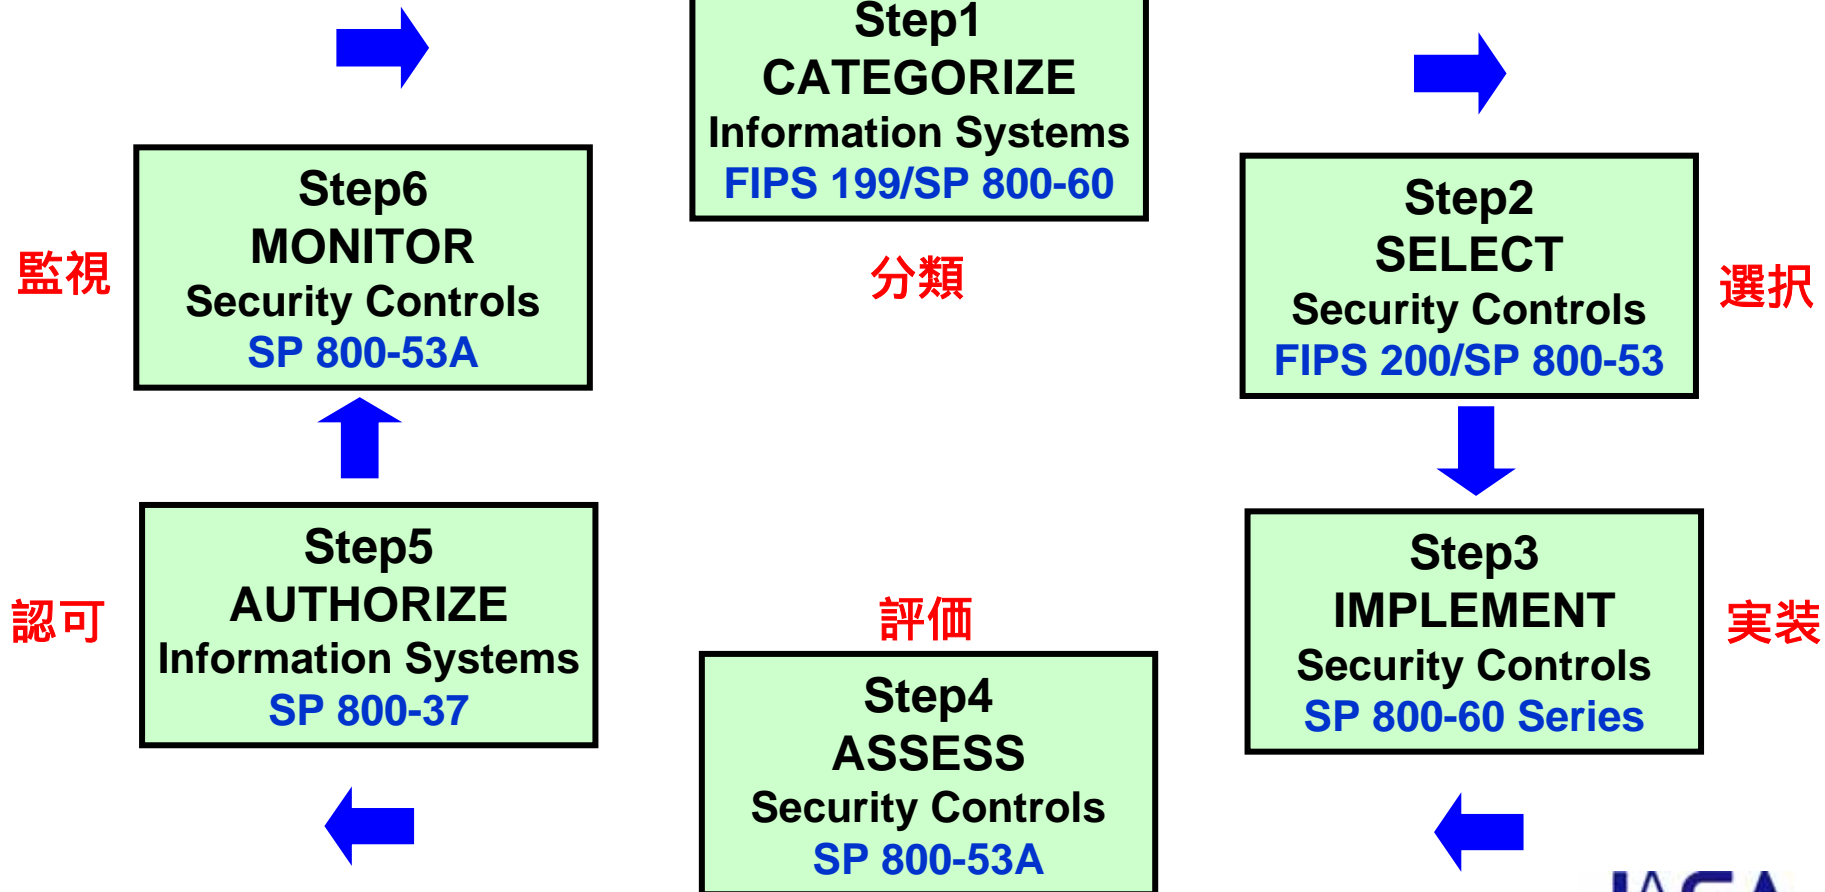 Step1
CATEGORIZE
Information Systems
FIPS 199/SP 800-60
分類
Step2
SELECT
Security Controls
FIPS 200/SP 800-53
選択
Step3
IMPLEMENT
Security Controls
SP 800-60 Series
実装
評価
Step4
ASSESS
Security Controls
SP 800-53A
Step5
AUTHORIZE
Information Systems
SP 800-37
認可
Step6
MONITOR
Security Controls
SP 800-53A
監視